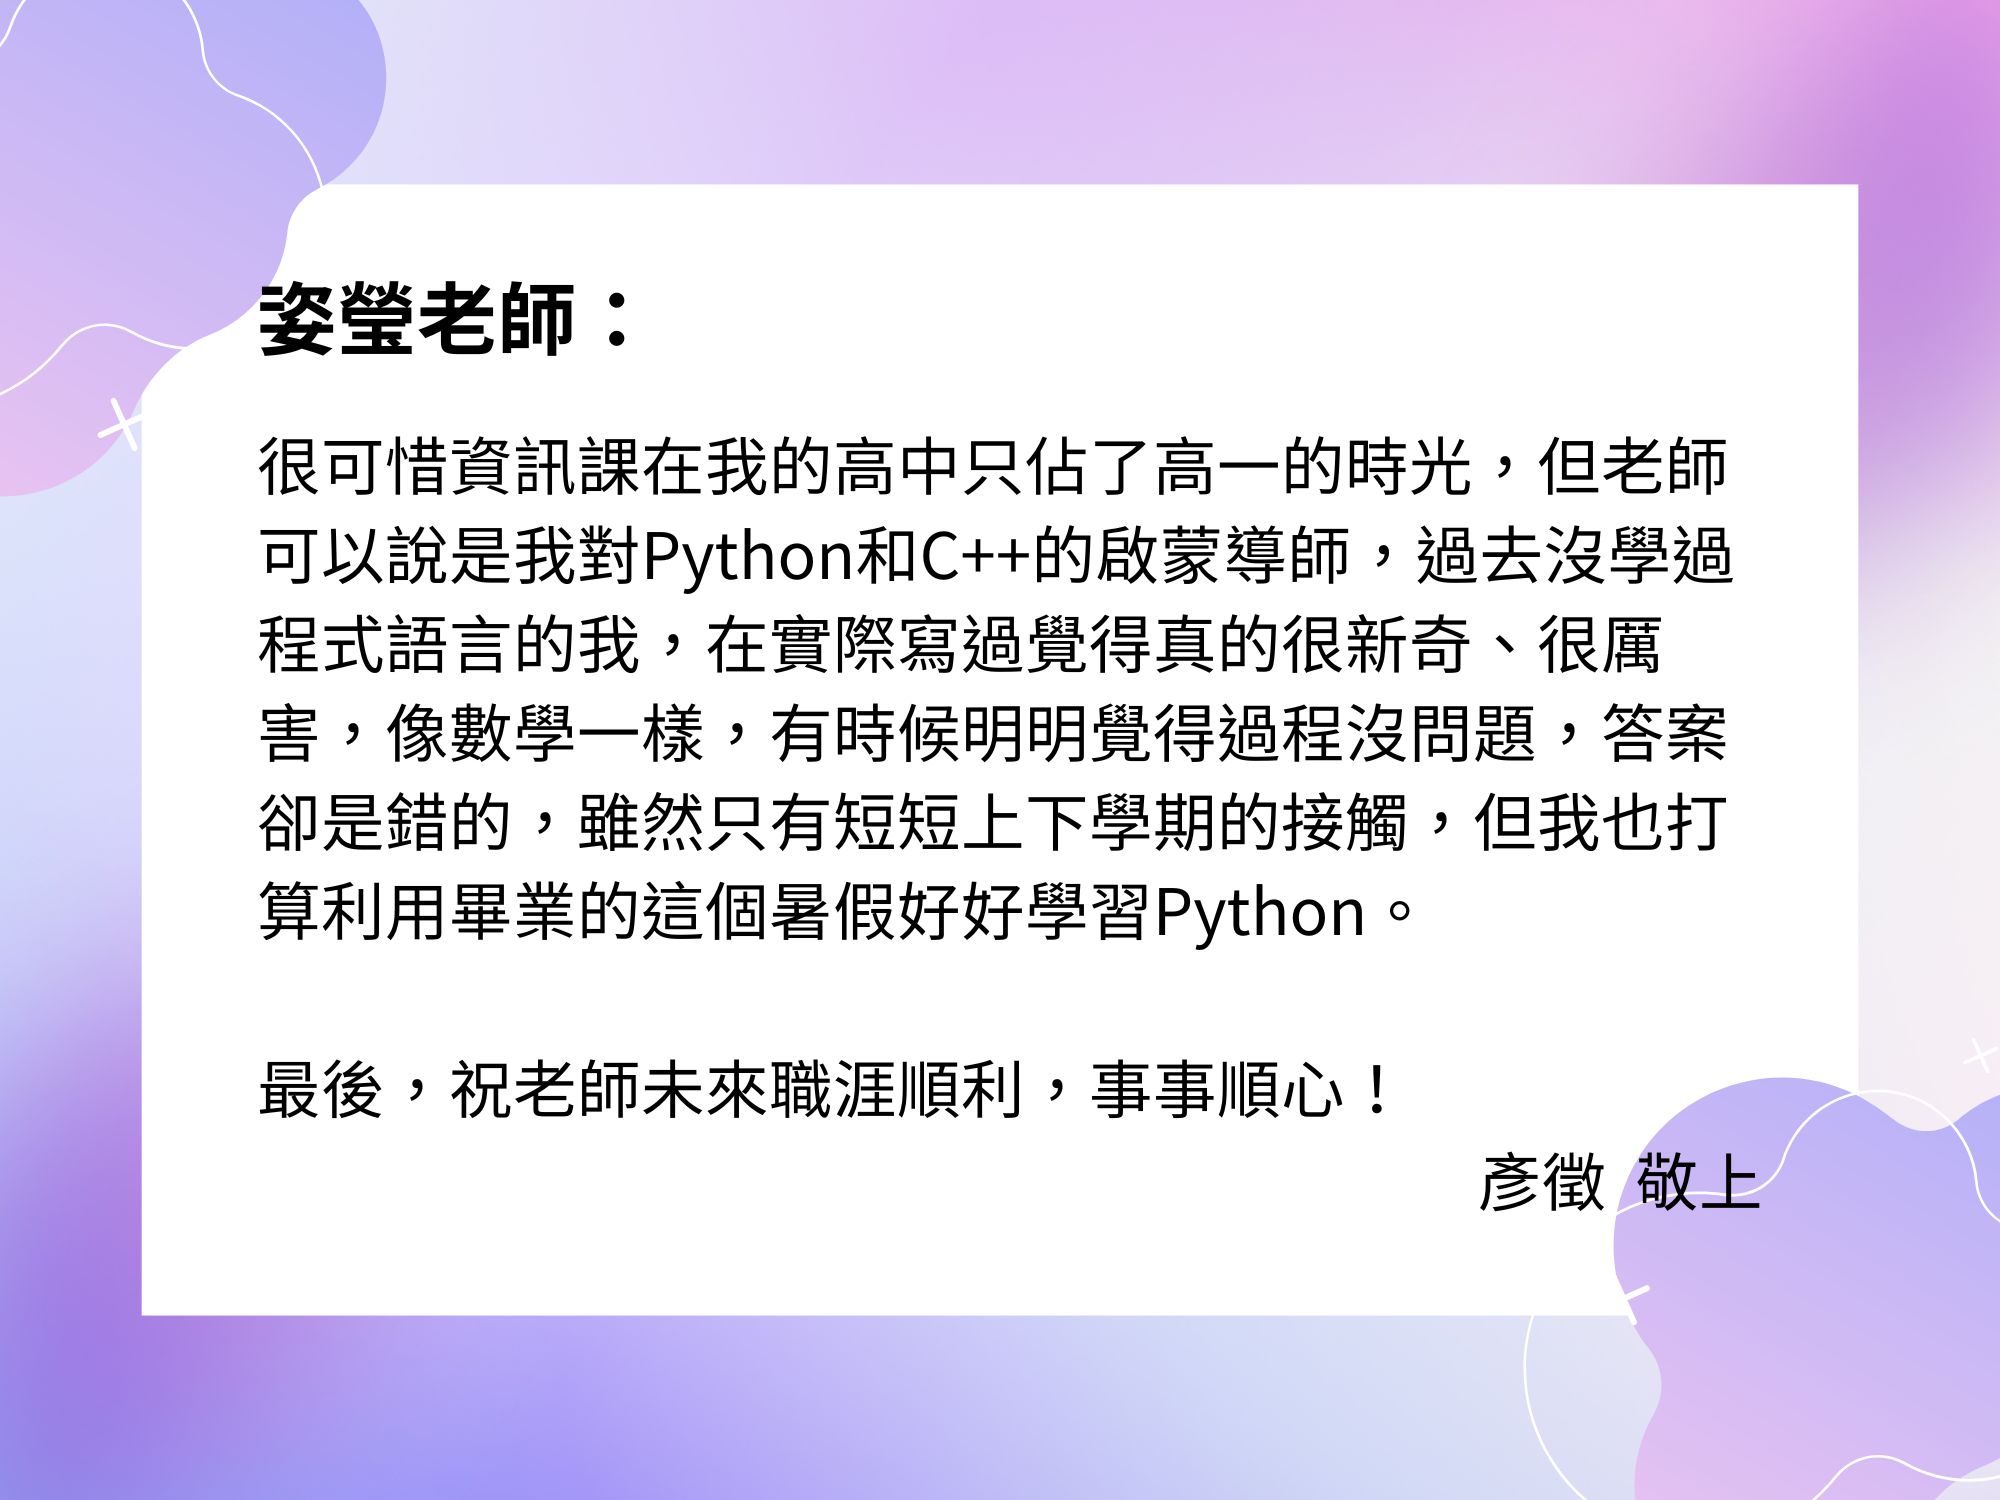 姿瑩老師：
很可惜資訊課在我的高中只佔了高一的時光，但老師
可以說是我對Python和C++的啟蒙導師，過去沒學過
程式語言的我，在實際寫過覺得真的很新奇、很厲
害，像數學一樣，有時候明明覺得過程沒問題，答案
卻是錯的，雖然只有短短上下學期的接觸，但我也打
算利用畢業的這個暑假好好學習Python。
最後，祝老師未來職涯順利，事事順心！
彥徵 敬上